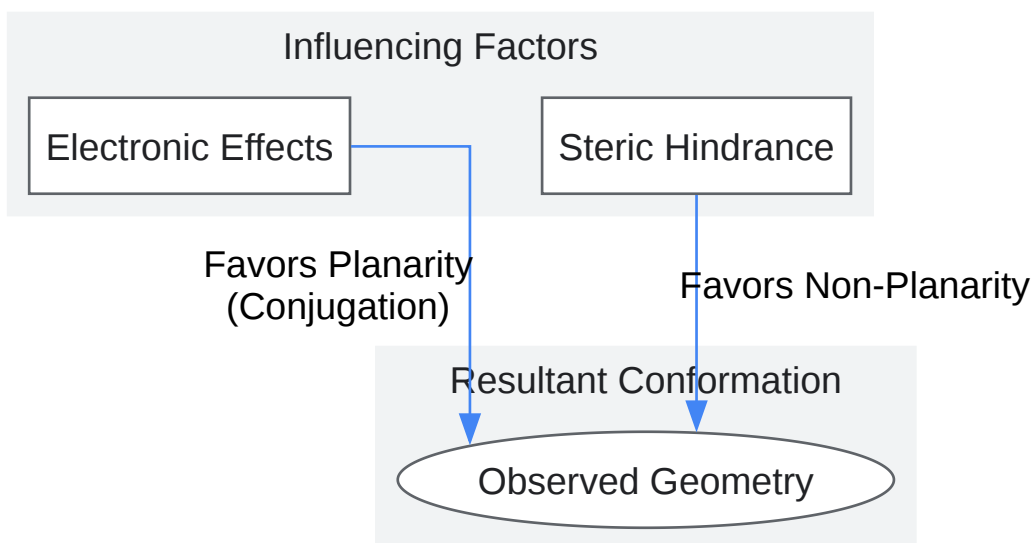 Influencing Factors
Electronic Effects
Steric Hindrance
Favors Planarity
(Conjugation)
Favors Non-Planarity
Resultant Conformation
Observed Geometry